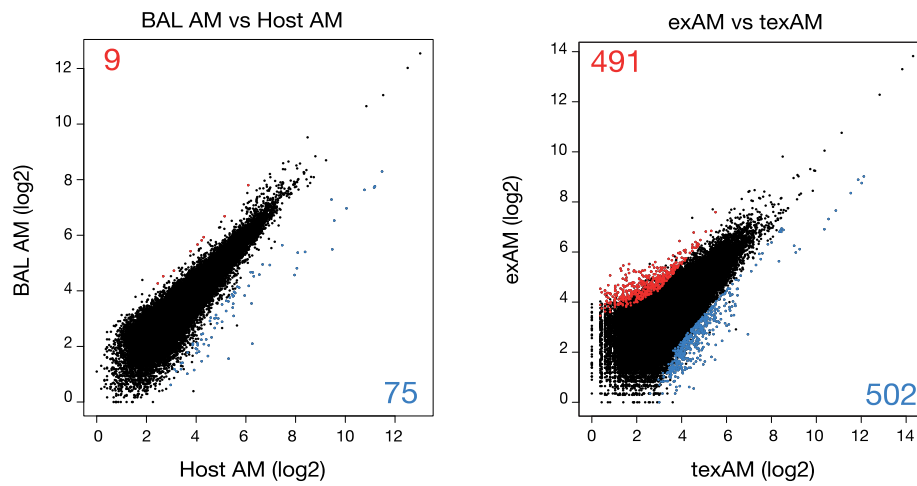 BAL AM vs Host AM
9
12
10
8
6
4
2
0
BAL AM (log2)
75
0 2 4 6 8 10 12
Host AM (log2)
exAM vs texAM
491
14
12
10
8
6
4
2
0
exAM (log2)
502
0 2 4 6 8 10 12 14
texAM (log2)